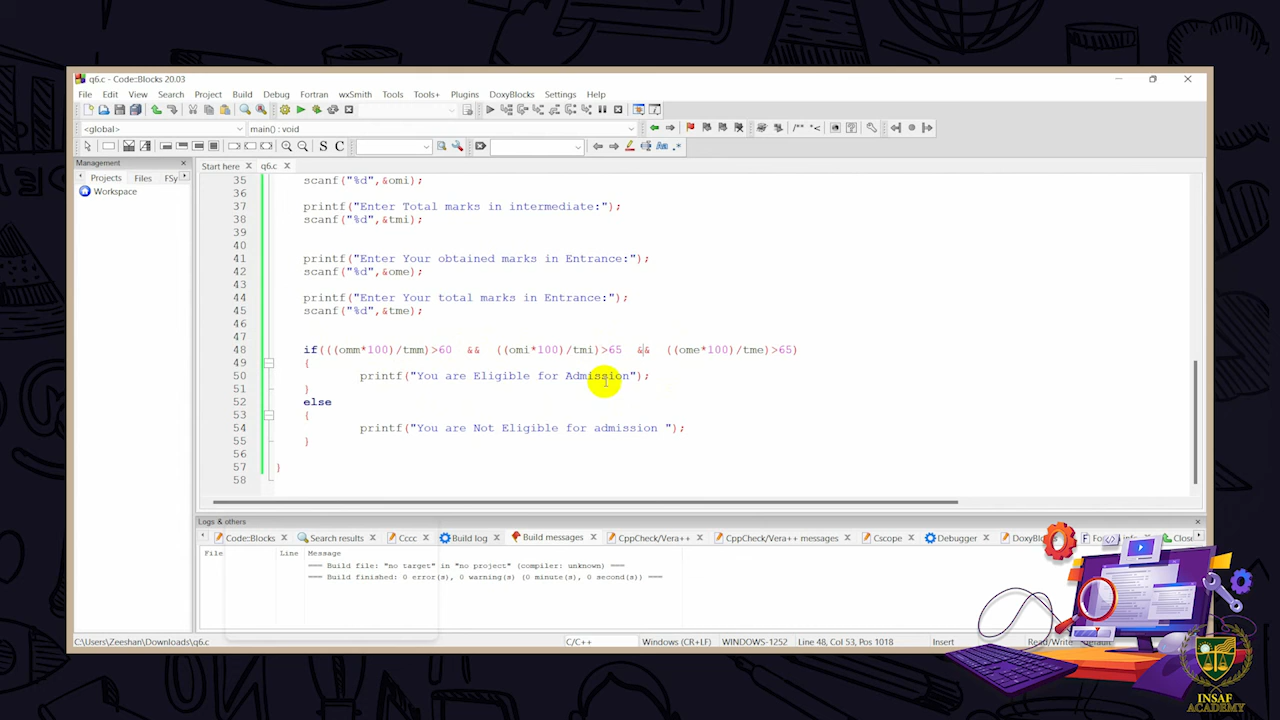 q6.c - Code::Blocks 20.03
File Edit View Search Project Build Debug Fortran wxSmith Tools Tools+ Plugins DoxyBlocks Settings Help
<global> main() : void
S C
Management
Projects Files FSy
Workspace
Start here q6.c
35 scanf("%d",&omi);
36
37 printf("Enter Total marks in intermediate:");
38 scanf("%d",&tmi);
39
40
41 printf("Enter Your obtained marks in Entrance:");
42 scanf("%d",&ome);
43
44 printf("Enter Your total marks in Entrance:");
45 scanf("%d",&tme);
46
47
48 if(((omm*100)/tmm)>60 && ((omi*100)/tmi)>65 && ((ome*100)/tme)>65)
49 {
50 printf("You are Eligible for Admission");
51 }
52 else
53 {
54 printf("You are Not Eligible for admission ");
55 }
56
57 }
58
Logs & others
Code::Blocks Search results Cccc Build log Build messages CppCheck/Vera++ CppCheck/Vera++ messages Cscope Debugger
File Line Message
=== Build file: "no target" in "no project" (compiler: unknown) ===
=== Build finished: 0 error(s), 0 warning(s) (0 minute(s), 0 second(s)) ===
C:\Users\Zeeshan\Downloads\q6.c C/C++ Windows (CR+LF) WINDOWS-1252 Line 48, Col 53, Pos 1018 Insert
INSAF
ACADEMY